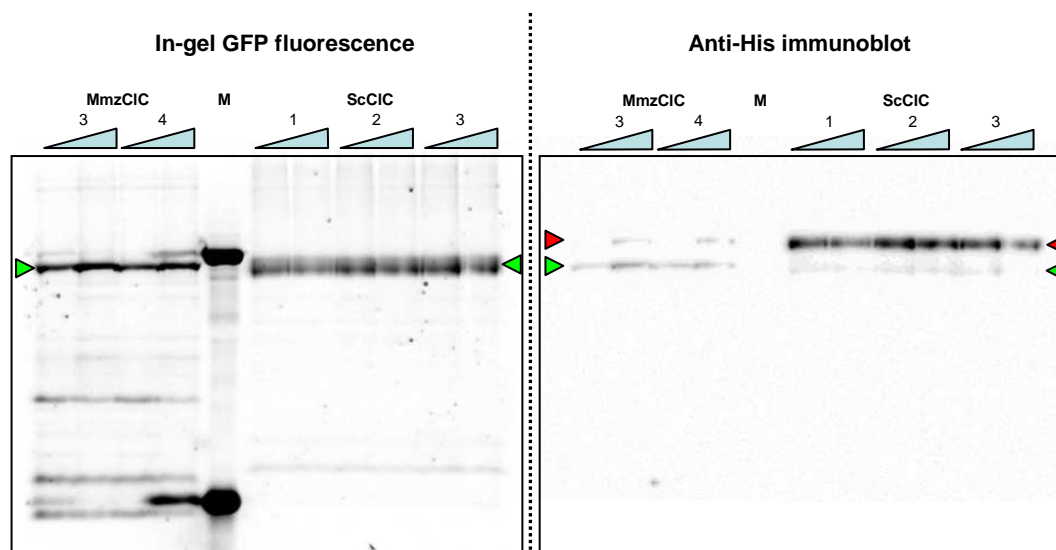 In-gel GFP fluorescence
MmzClC M ScClC
3 4 1 2 3
Anti-His immunoblot
MmzClC M ScClC
3 4 1 2 3